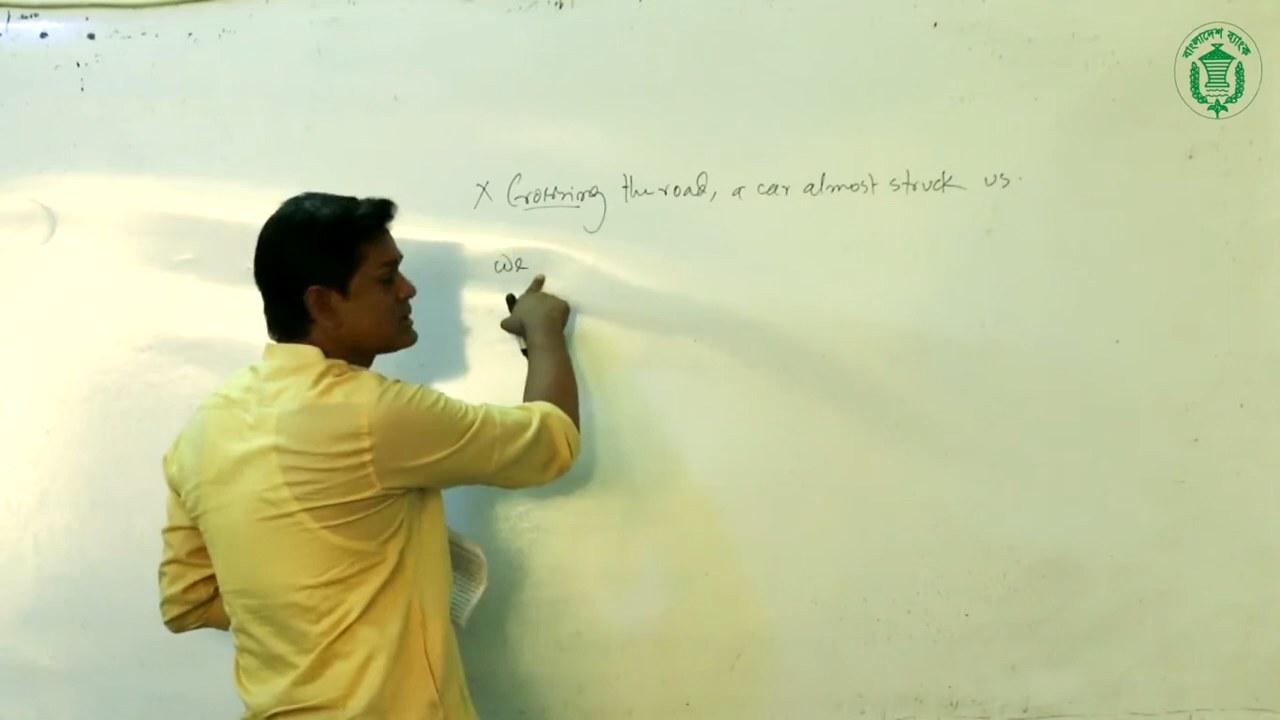 বাংলাদেশ ব্যাংক
X Crossing the road, a car almost struck us.
we